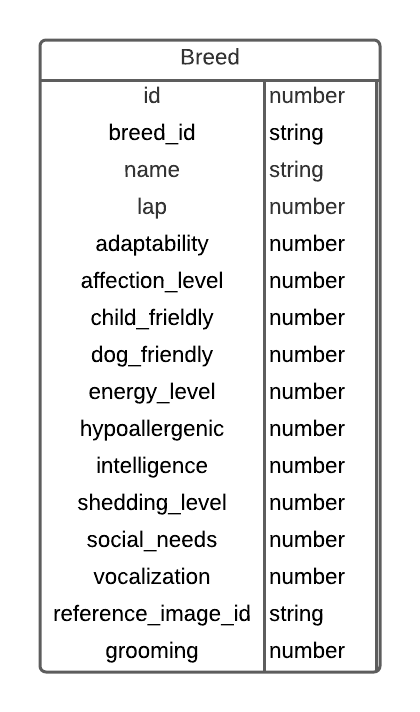 Breed
id number
breed_id string
name string
lap number
adaptability number
affection_level number
child_frieldly number
dog_friendly number
energy_level number
hypoallergenic number
intelligence number
shedding_level number
social_needs number
vocalization number
reference_image_id string
grooming number